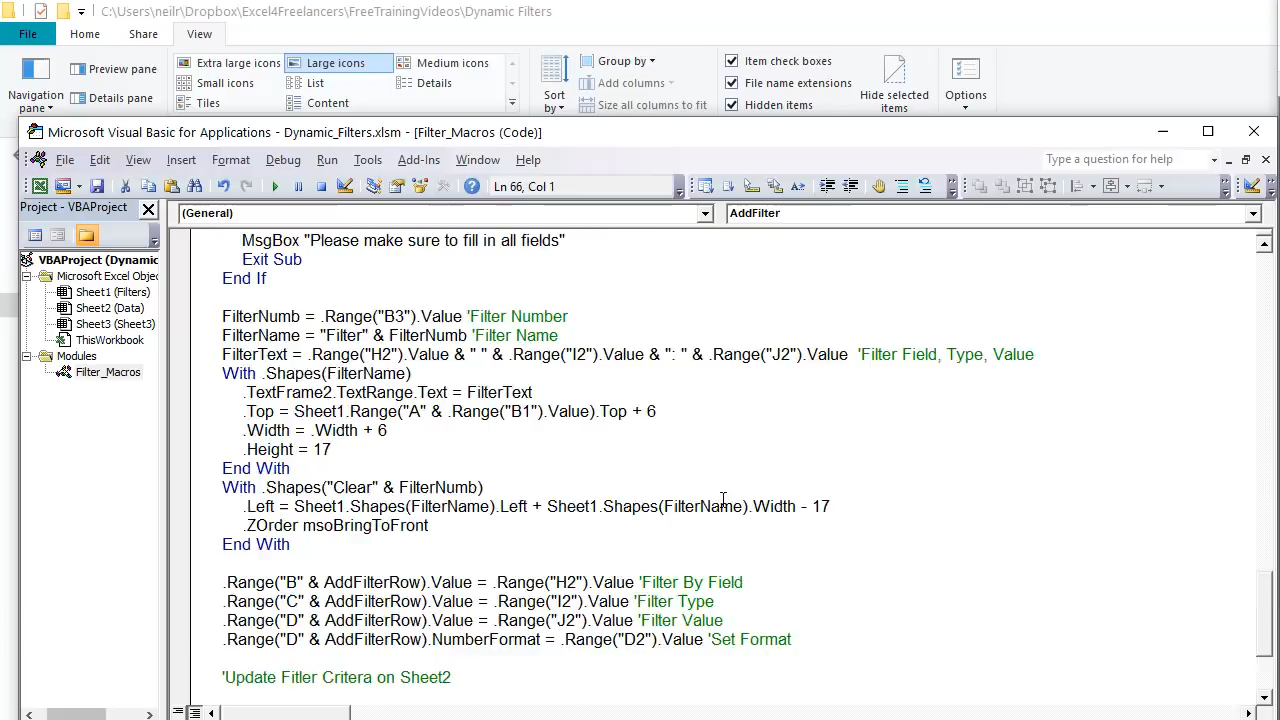 C:\Users\neilr\Dropbox\Excel4Freelancers\FreeTrainingVideos\Dynamic Filters
File Home Share View
Navigation pane Preview pane Details pane
Extra large icons Large icons Medium icons
Small icons List Details
Tiles Content
Sort by Group by Add columns Size all columns to fit
Item check boxes
File name extensions
Hidden items
Hide selected items
Options
Microsoft Visual Basic for Applications - Dynamic_Filters.xlsm - [Filter_Macros (Code)]
File Edit View Insert Format Debug Run Tools Add-Ins Window Help Type a question for help
Ln 66, Col 1
Project - VBAProject
(General) AddFilter
VBAProject (Dynamic
Microsoft Excel Objec
Sheet1 (Filters)
Sheet2 (Data)
Sheet3 (Sheet3)
ThisWorkbook
Modules
Filter_Macros
MsgBox "Please make sure to fill in all fields"
Exit Sub
End If
FilterNumb = .Range("B3").Value 'Filter Number
FilterName = "Filter" & FilterNumb 'Filter Name
FilterText = .Range("H2").Value & " " & .Range("I2").Value & ": " & .Range("J2").Value 'Filter Field, Type, Value
With .Shapes(FilterName)
.TextFrame2.TextRange.Text = FilterText
.Top = Sheet1.Range("A" & .Range("B1").Value).Top + 6
.Width = .Width + 6
.Height = 17
End With
With .Shapes("Clear" & FilterNumb)
.Left = Sheet1.Shapes(FilterName).Left + Sheet1.Shapes(FilterName).Width - 17
.ZOrder msoBringToFront
End With
.Range("B" & AddFilterRow).Value = .Range("H2").Value 'Filter By Field
.Range("C" & AddFilterRow).Value = .Range("I2").Value 'Filter Type
.Range("D" & AddFilterRow).Value = .Range("J2").Value 'Filter Value
.Range("D" & AddFilterRow).NumberFormat = .Range("D2").Value 'Set Format
'Update Fitler Critera on Sheet2